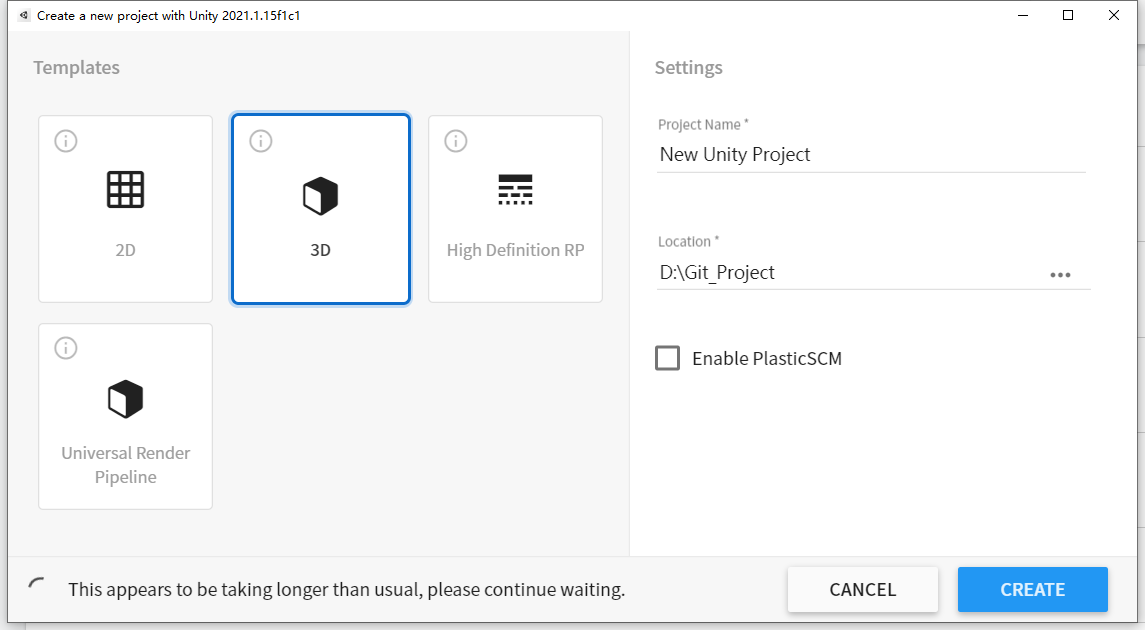 Create a new project with Unity 2021.1.15f1c1
Templates
Settings
2D
3D
High Definition RP
Universal Render
Pipeline
Project Name *
New Unity Project
Location *
D:\Git_Project
Enable PlasticSCM
This appears to be taking longer than usual, please continue waiting.
CANCEL
CREATE